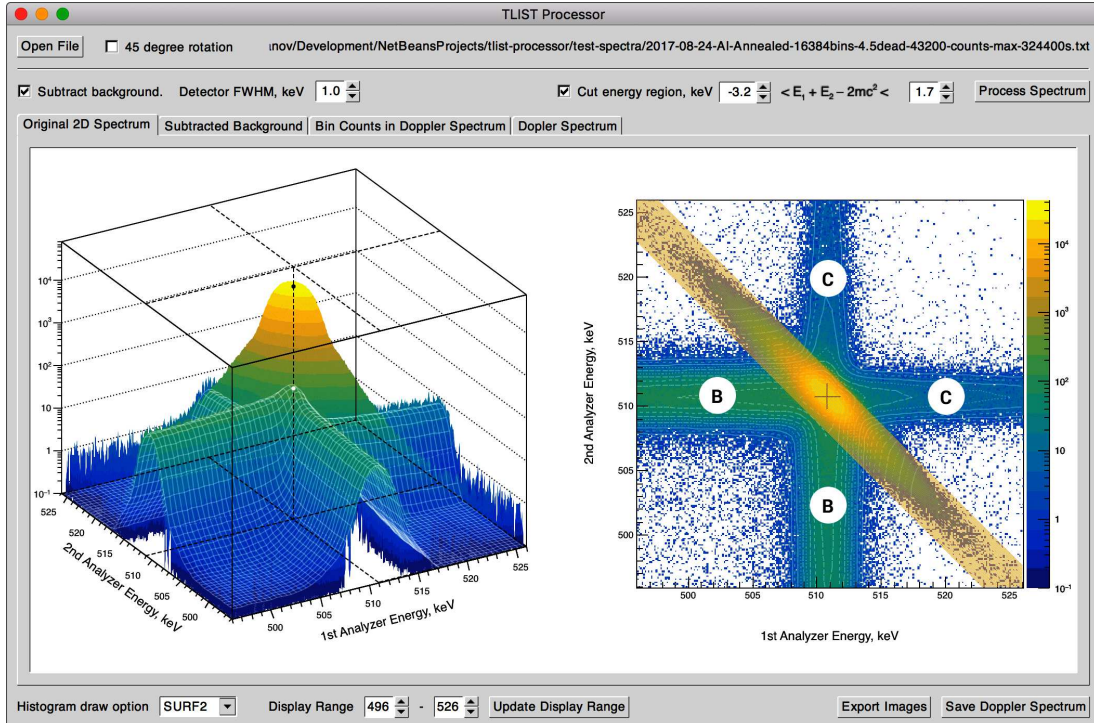 TLIST Processor
Open File 45 degree rotation ınov/Development/NetBeansProjects/tlist-processor/test-spectra/2017-08-24-Al-Annealed-16384bins-4.5dead-43200-counts-max-324400s.txt
Subtract background. Detector FWHM, keV 1.0 Cut energy region, keV -3.2 < E₁ + E₂ – 2mc² < 1.7 Process Spectrum
Original 2D Spectrum Subtracted Background Bin Counts in Doppler Spectrum Dopler Spectrum
10⁴
10³
10²
10
1
10⁻¹
525
520
515
510
505
500
2nd Analyzer Energy, keV
500
505
510
515
520
525
1st Analyzer Energy, keV
525
520
515
510
505
500
2nd Analyzer Energy, keV
C
B
C
B
500 505 510 515 520 525
1st Analyzer Energy, keV
10⁴
10³
10²
10
1
10⁻¹
Histogram draw option SURF2 Display Range 496 - 526 Update Display Range Export Images Save Doppler Spectrum